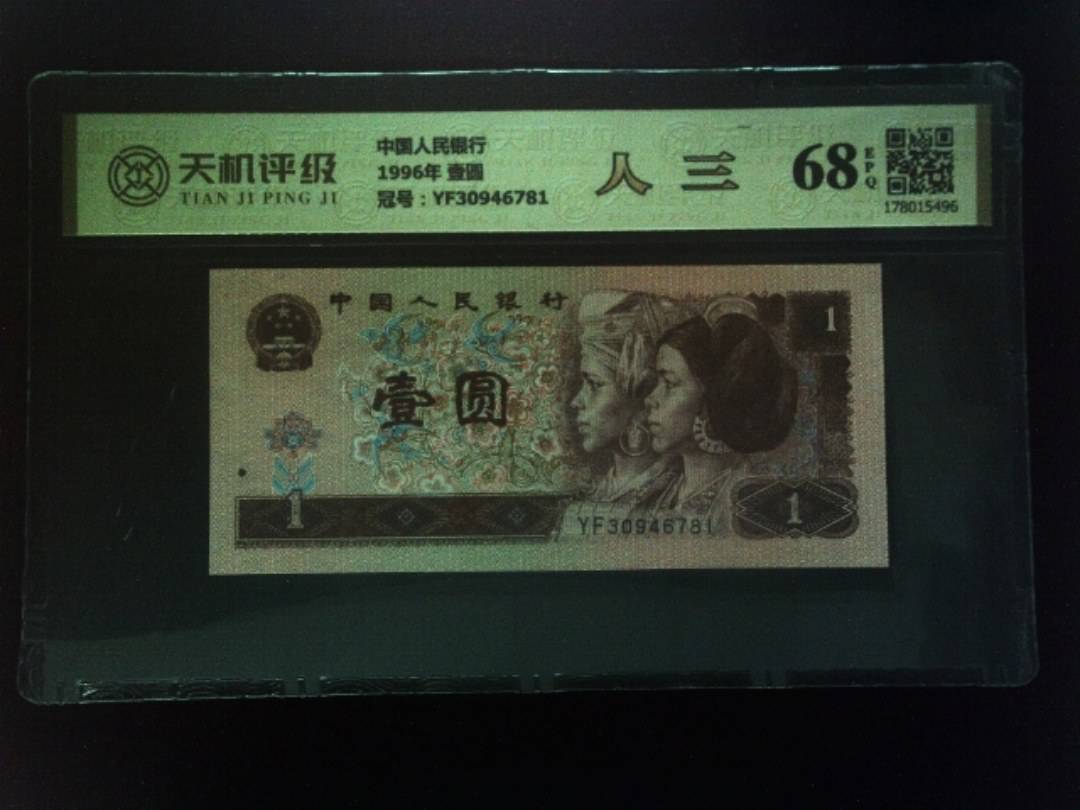 天机评级
TIAN JI PING JI
中国人民银行
1996年 壹圆
冠号：YF30946781
人 三
68
EPQ
178015496
中国人民银行
1
壹圆
1
YF30946781
1